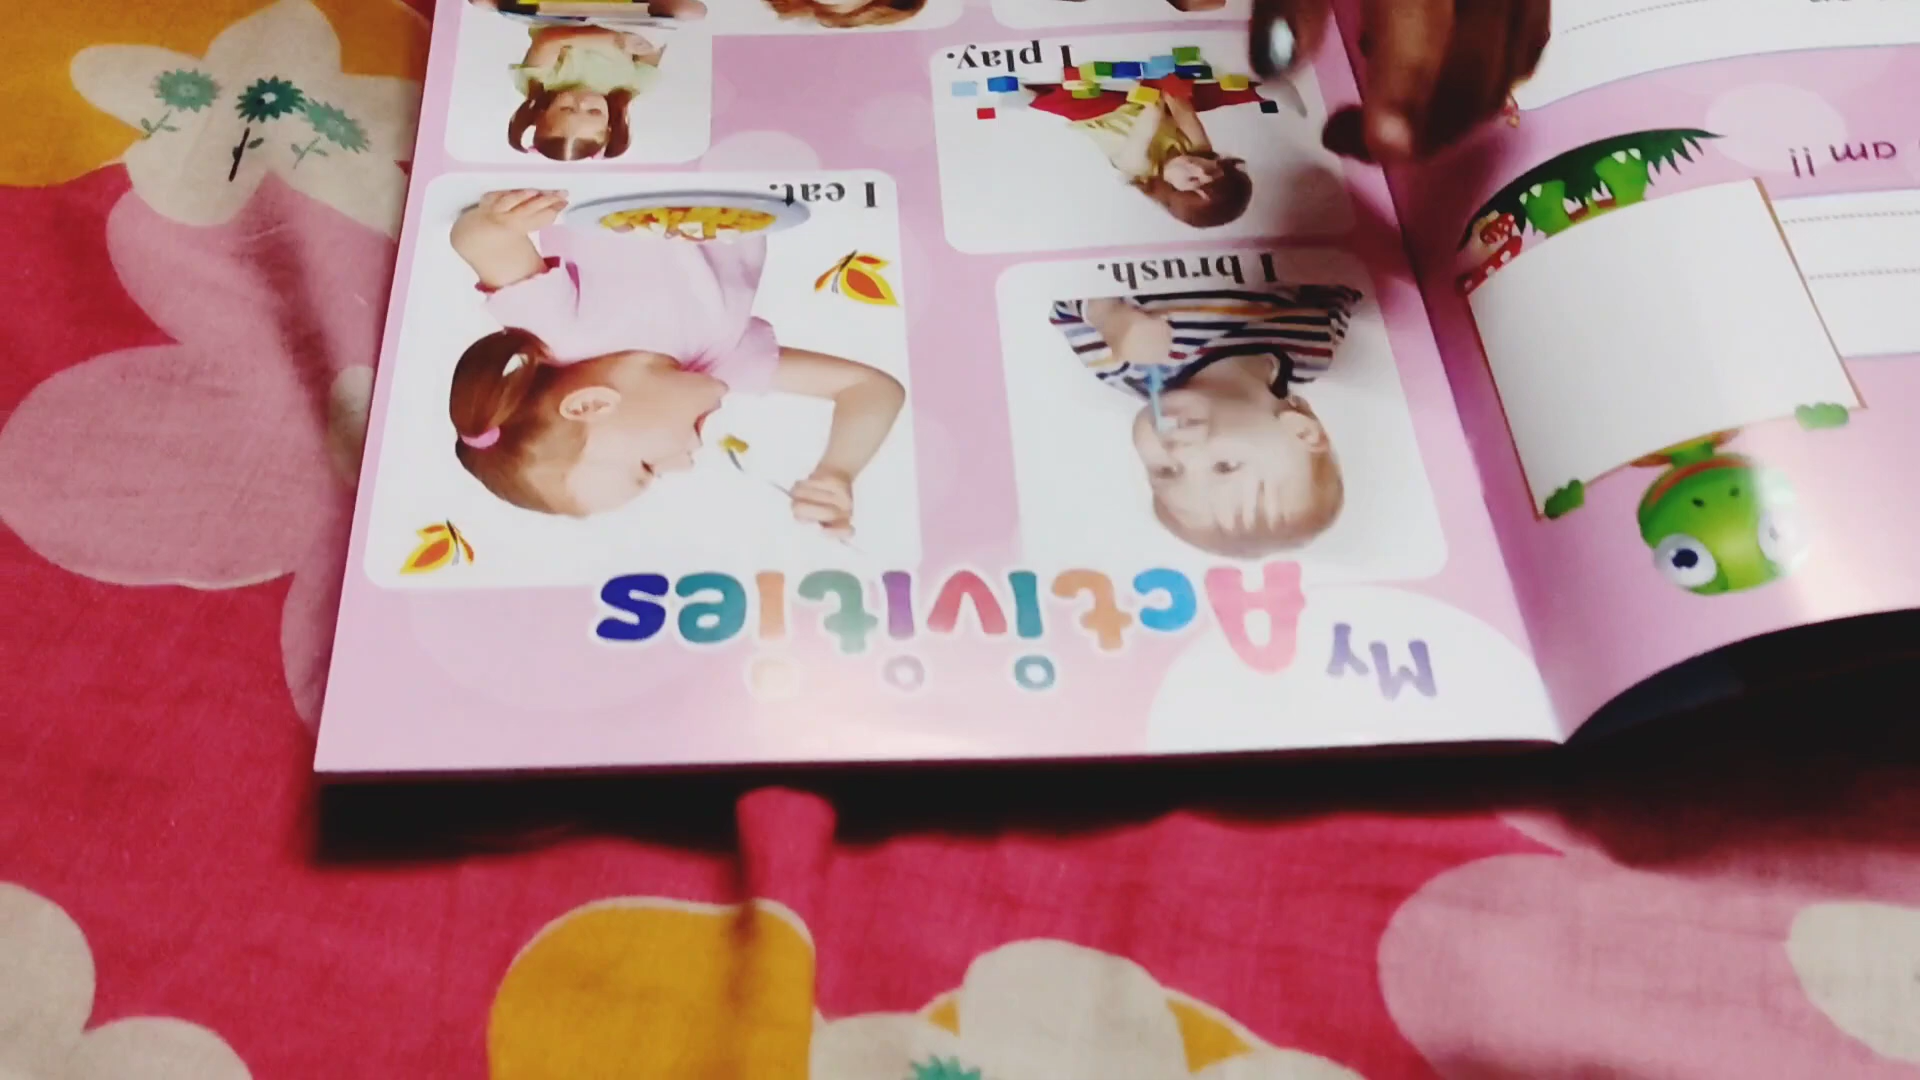 My Activities
I brush.
I eat.
I play.
I am !!